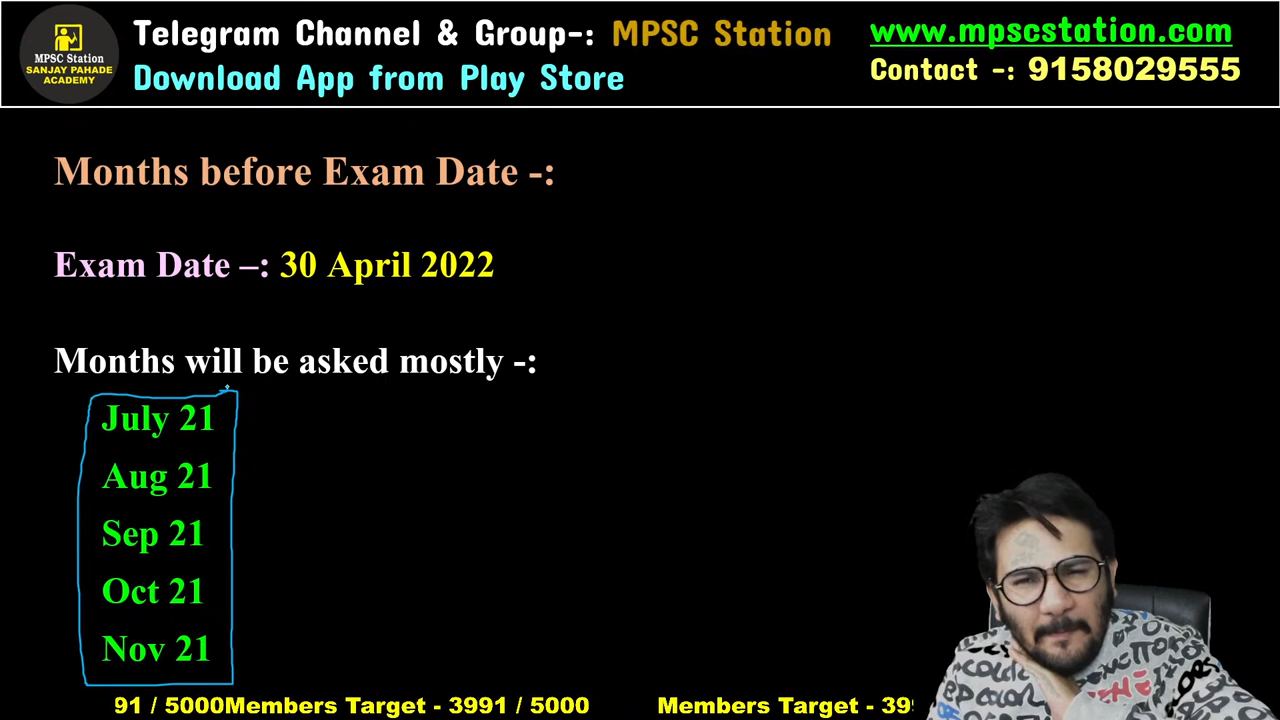 MPSC Station
SANJAY PAHADE
ACADEMY
Telegram Channel & Group-: MPSC Station
Download App from Play Store
www.mpscstation.com
Contact -: 9158029555
Months before Exam Date -:
Exam Date –: 30 April 2022
Months will be asked mostly -:
July 21
Aug 21
Sep 21
Oct 21
Nov 21
91 / 5000Members Target - 3991 / 5000 Members Target - 399